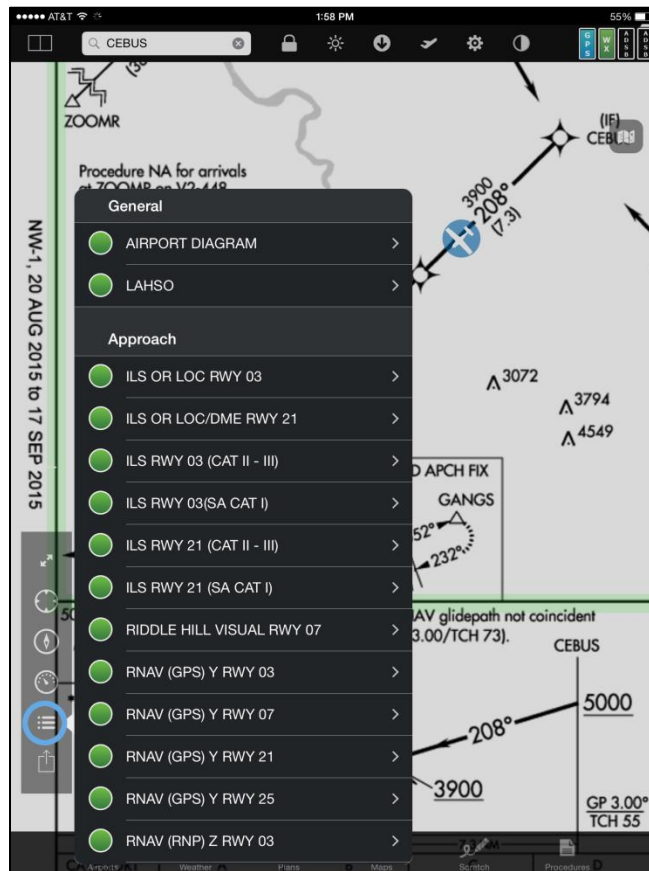 AT&T 1:58 PM 55%
CEBUS
GPS WX ADSB ADSB
ZOOMR
(IF)
Procedure NA for arrivals
3900
208°
(7.3)
General
AIRPORT DIAGRAM
LAHSO
Approach
ILS OR LOC RWY 03
ILS OR LOC/DME RWY 21
ILS RWY 03 (CAT II - III)
ILS RWY 03(SA CAT I)
ILS RWY 21 (CAT II - III)
ILS RWY 21 (SA CAT I)
RIDDLE HILL VISUAL RWY 07
RNAV (GPS) Y RWY 03
RNAV (GPS) Y RWY 07
RNAV (GPS) Y RWY 21
RNAV (GPS) Y RWY 25
RNAV (RNP) Z RWY 03
NW-1, 20 AUG 2015 to 17 SEP 2015
3072
3794
4549
APCH FIX
GANGS
232°
glidepath not coincident
3.00/TCH 73).
CEBUS
5000
208°
3900
GP 3.00°
TCH 55
Airports Weather Plans Maps Scratch Procedures